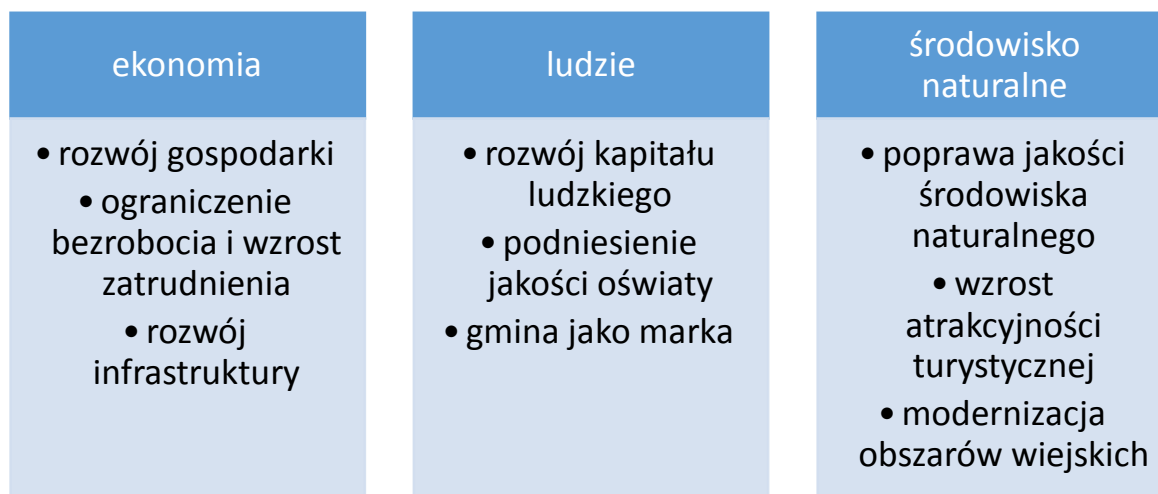 ekonomia
• rozwój gospodarki
• ograniczenie
bezrobocia i wzrost
zatrudnienia
• rozwój
infrastruktury
ludzie
• rozwój kapitału
ludzkiego
• podniesienie
jakości oświaty
• gmina jako marka
środowisko
naturalne
• poprawa jakości
środowiska
naturalnego
• wzrost
atrakcyjności
turystycznej
• modernizacja
obszarów wiejskich